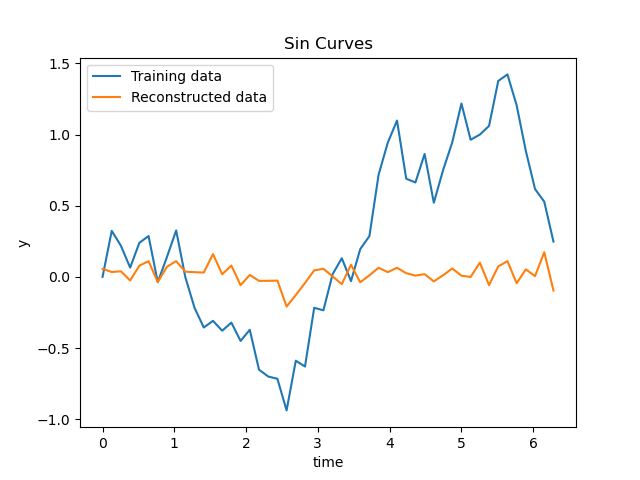 Sin Curves
Training data
Reconstructed data
1.5
1.0
0.5
0.0
−0.5
−1.0
y
0 1 2 3 4 5 6
time